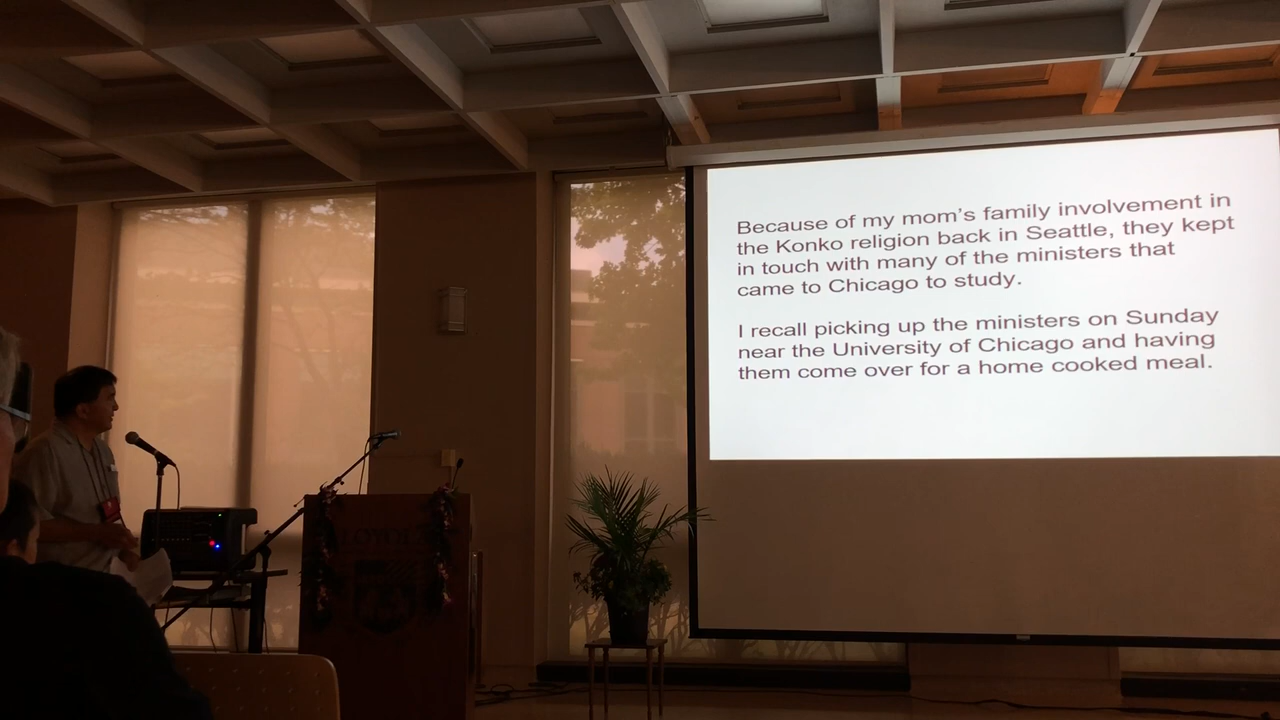 Because of my mom's family involvement in
the Konko religion back in Seattle, they kept
in touch with many of the ministers that
came to Chicago to study.
I recall picking up the ministers on Sunday
near the University of Chicago and having
them come over for a home cooked meal.